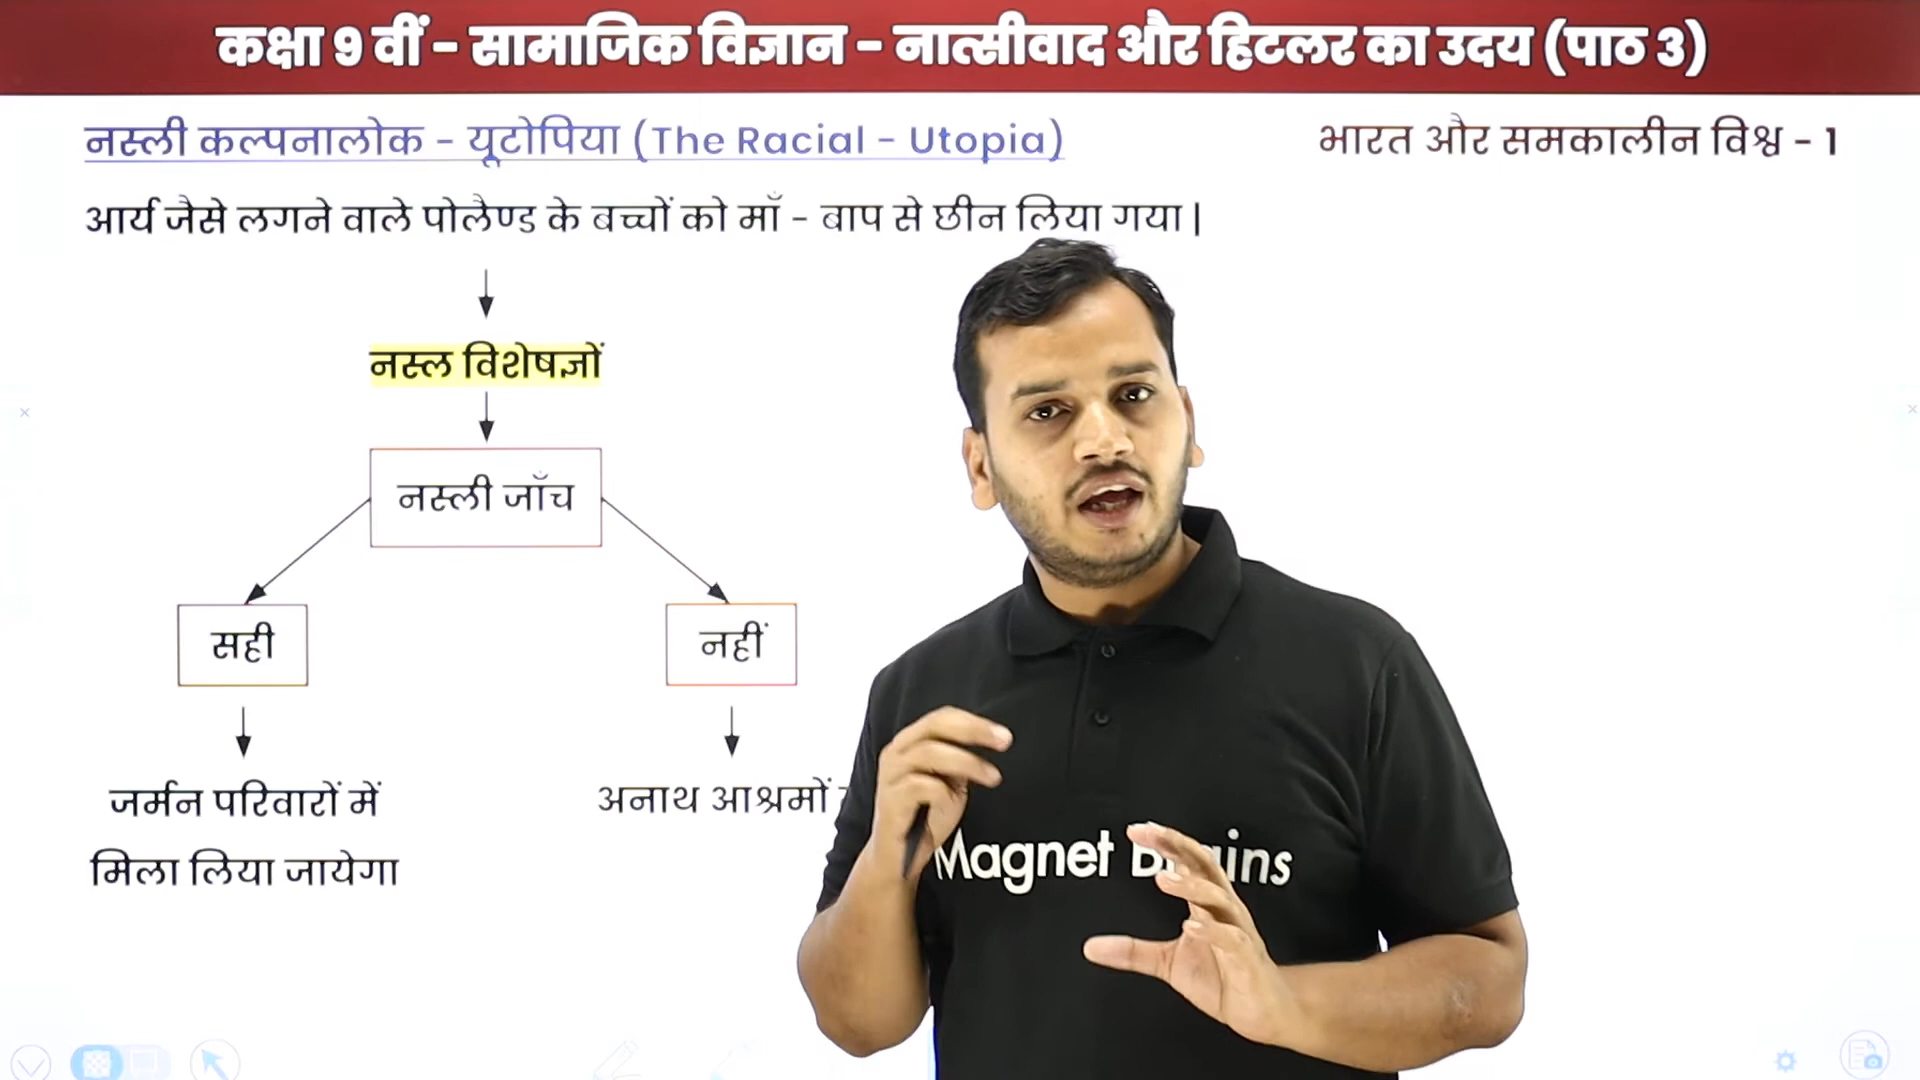 कक्षा 9 वीं - सामाजिक विज्ञान - नात्सीवाद और हिटलर का उदय (पाठ 3)
नस्ली कल्पनालोक - यूटोपिया (The Racial - Utopia)
भारत और समकालीन विश्व - 1
आर्य जैसे लगने वाले पोलैण्ड के बच्चों को माँ - बाप से छीन लिया गया |
नस्ल विशेषज्ञों
नस्ली जाँच
सही
नहीं
जर्मन परिवारों में
मिला लिया जायेगा
अनाथ आश्रमों
Magnet Brains